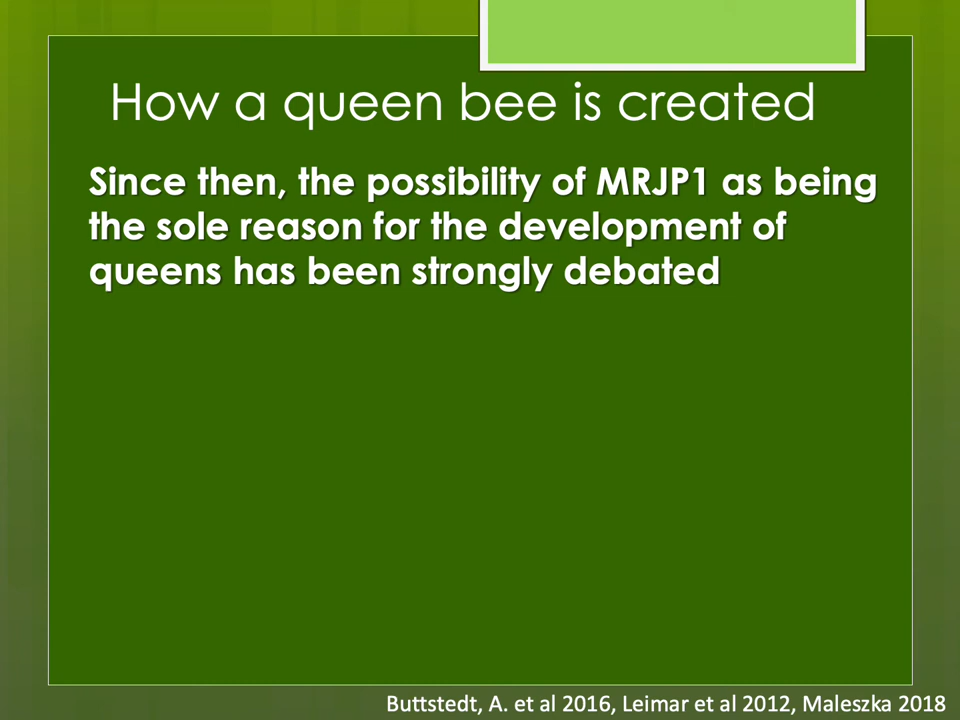 How a queen bee is created
Since then, the possibility of MRJP1 as being
the sole reason for the development of
queens has been strongly debated
Buttstedt, A. et al 2016, Leimar et al 2012, Maleszka 2018